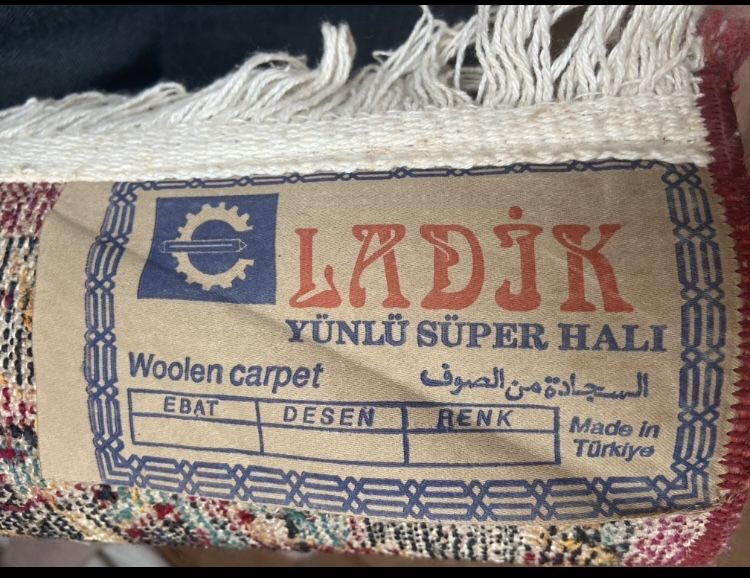 LADİK
YÜNLÜ SÜPER HALI
Woolen carpet
السجادة من الصوف
EBAT DESEN RENK
Made in
Türkiye